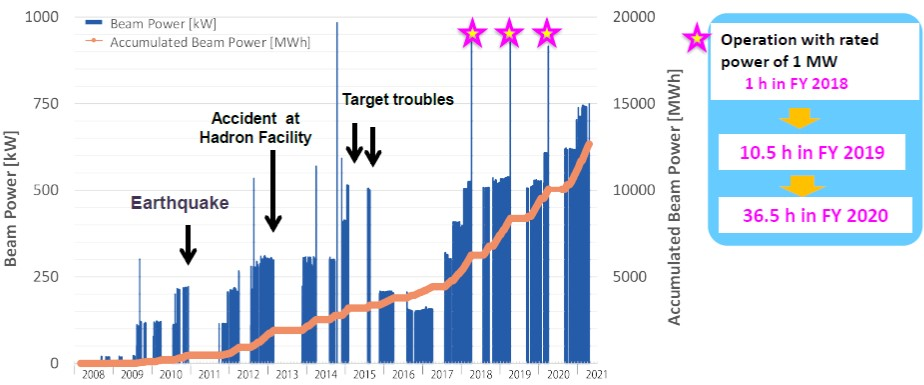 1000
750
500
250
0
Beam Power [kW]
Beam Power [kW]
Accumulated Beam Power [MWh]
Earthquake
Accident at
Hadron Facility
Target troubles
20000
15000
10000
5000
0
Accumulated Beam Power [MWh]
2008 2009 2010 2011 2012 2013 2014 2015 2016 2017 2018 2019 2020 2021
Operation with rated
power of 1 MW
1 h in FY 2018
10.5 h in FY 2019
36.5 h in FY 2020